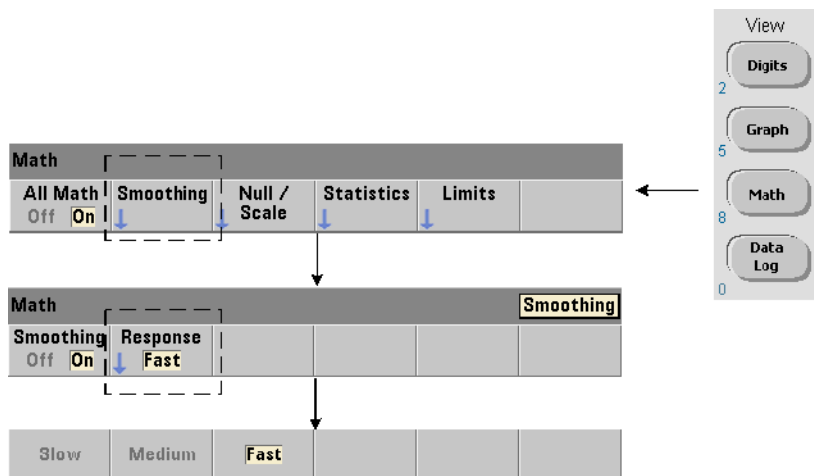 View
Digits
2
Graph
5
Math
8
Data
Log
0
Math
All Math
Off On
Smoothing
Null /
Scale
Statistics
Limits
Math
Smoothing
Smoothing
Off On
Response
Fast
Slow
Medium
Fast